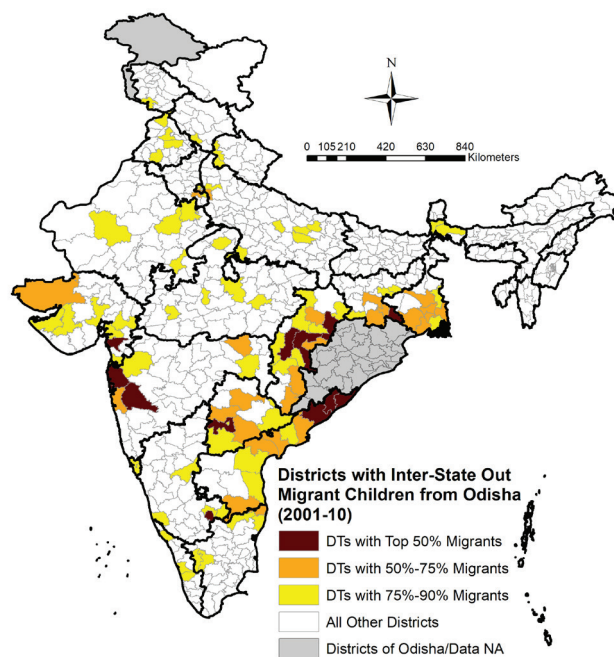 N
0 105210 420 630 840
Kilometers
Districts with Inter-State Out
Migrant Children from Odisha
(2001-10)
DTs with Top 50% Migrants
DTs with 50%-75% Migrants
DTs with 75%-90% Migrants
All Other Districts
Districts of Odisha/Data NA